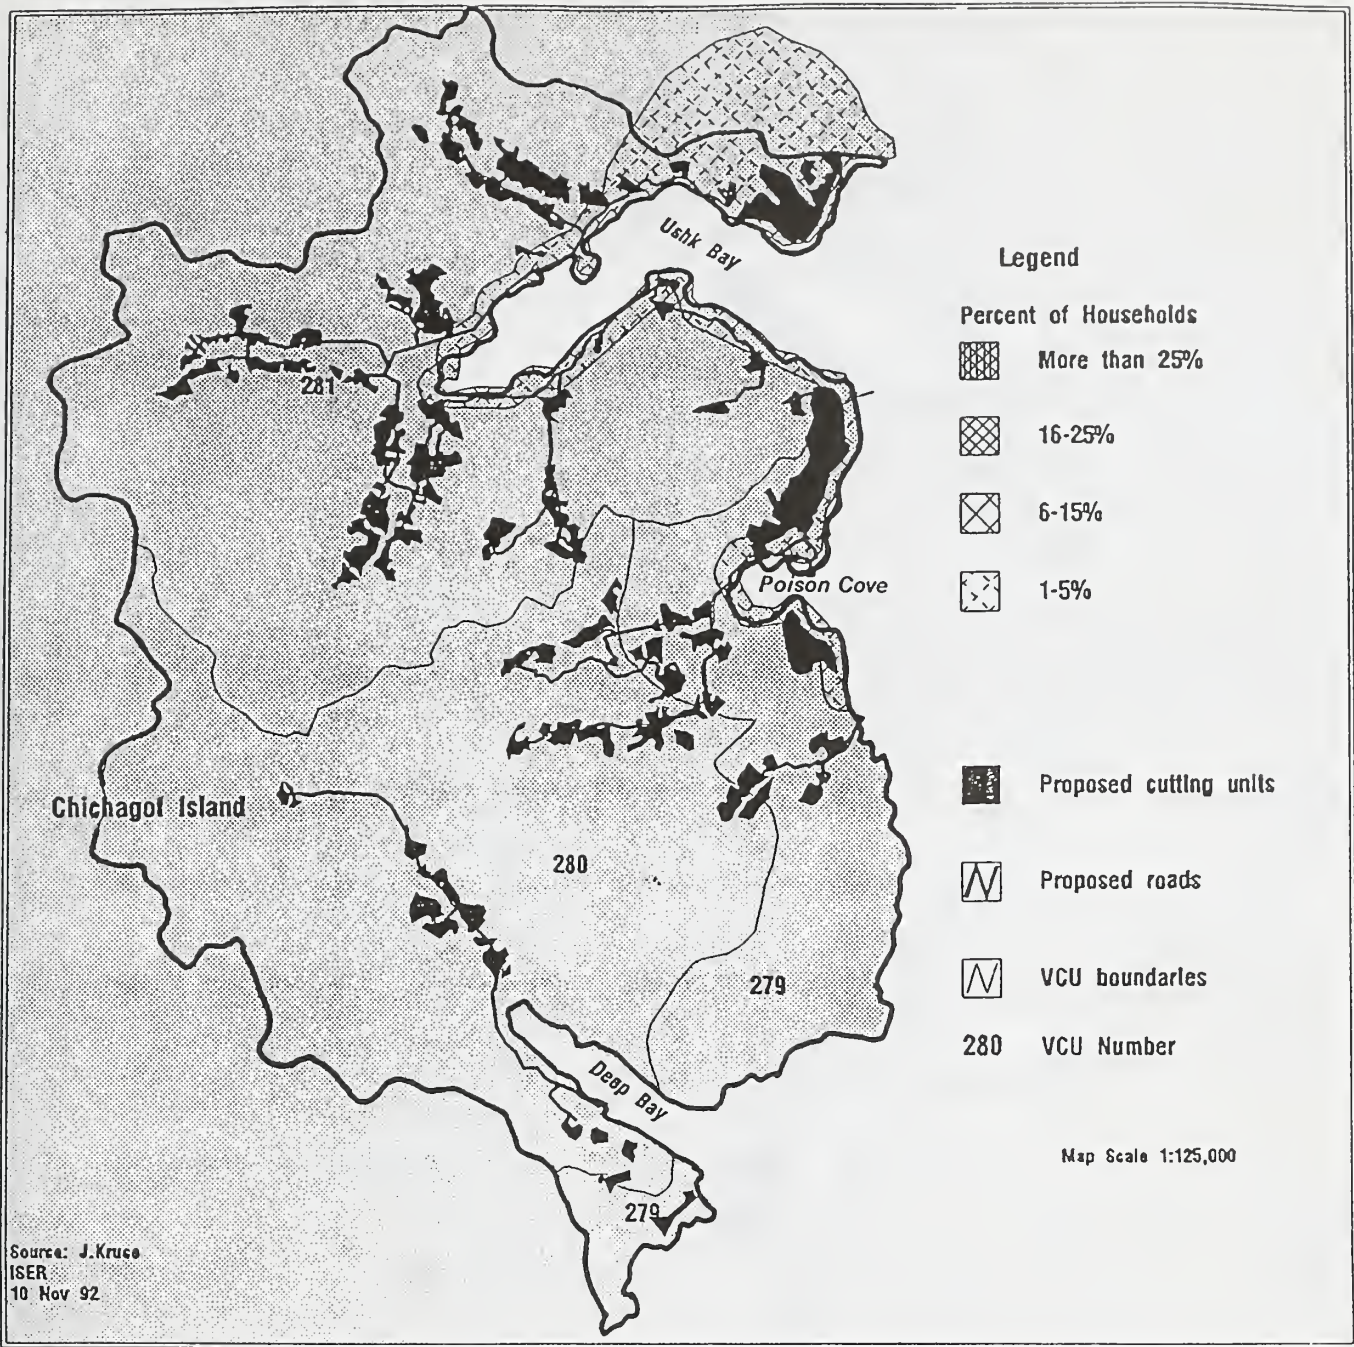 Ushk Bay
Legend
Percent of Households
More than 25%
16-25%
6-15%
1-5%
281
Poison Cove
Proposed cutting units
Chichagof Island
280
Proposed roads
279
VCU boundaries
280 VCU Number
Deep Bay
Map Scale 1:125,000
279
Source: J.Kruse
ISER
10 Nov 92